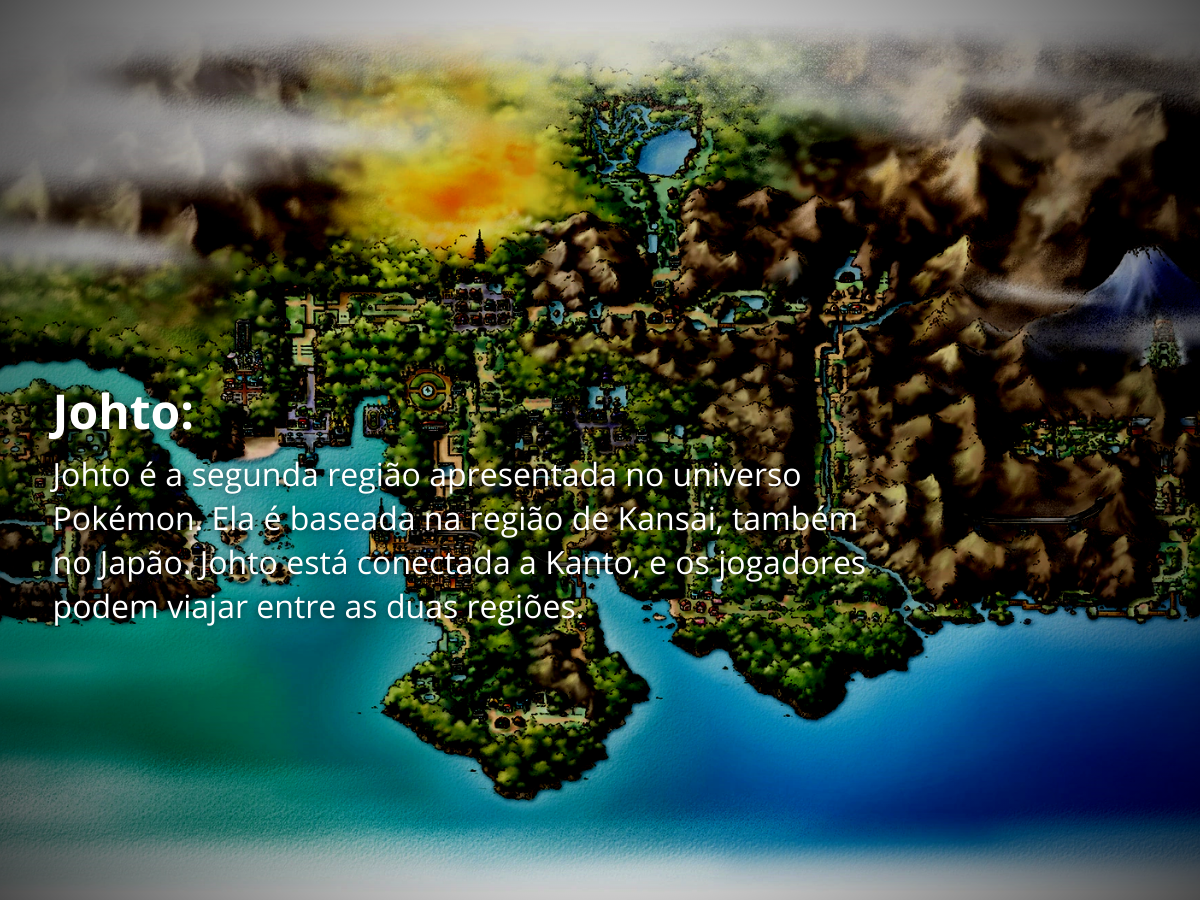 Johto:
Johto é a segunda região apresentada no universo
Pokémon. Ela é baseada na região de Kansai, também
no Japão. Johto está conectada a Kanto, e os jogadores
podem viajar entre as duas regiões.